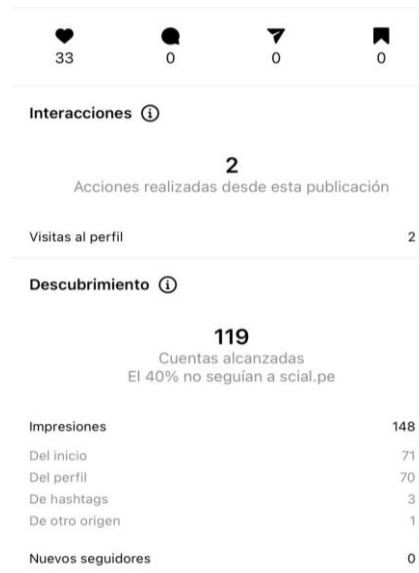 33 0 0 0
Interacciones
2
Acciones realizadas desde esta publicación
Visitas al perfil 2
Descubrimiento
119
Cuentas alcanzadas
El 40% no seguían a scial.pe
Impresiones 148
Del inicio 71
Del perfil 70
De hashtags 3
De otro origen 1
Nuevos seguidores 0